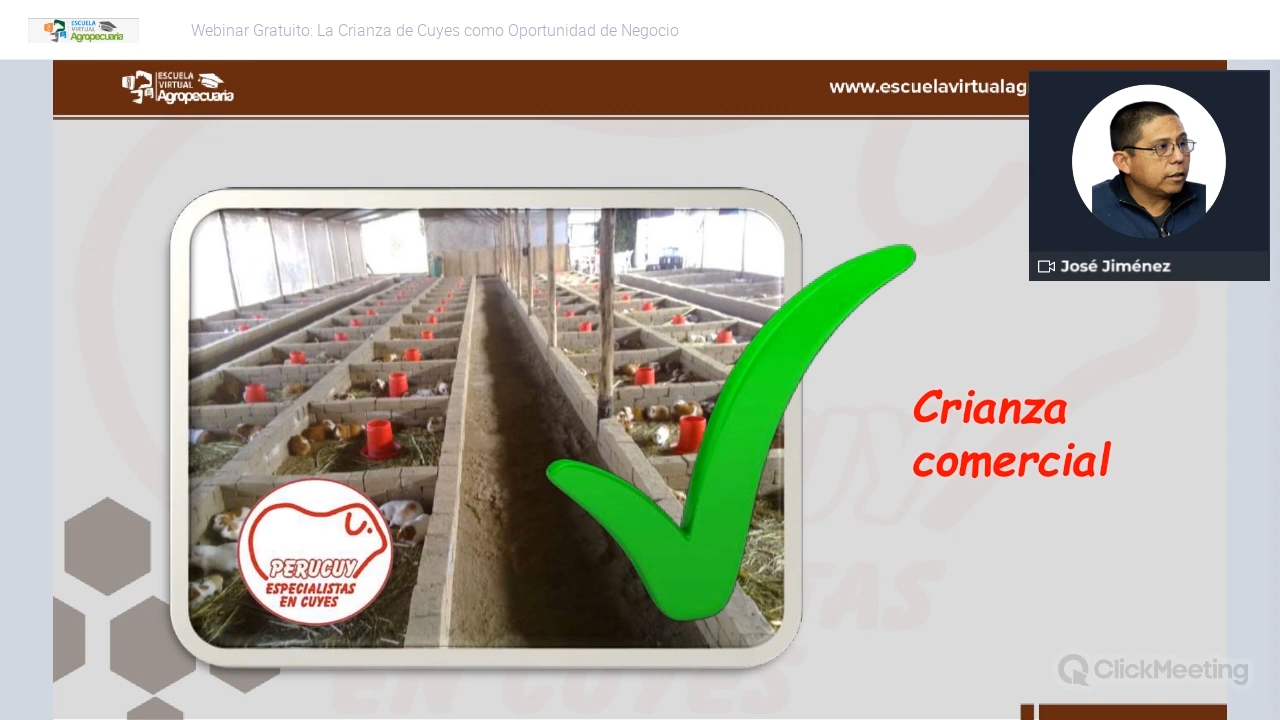 ESCUELA
VIRTUAL
Agropecuaria
Webinar Gratuito: La Crianza de Cuyes como Oportunidad de Negocio
ESCUELA
VIRTUAL
Agropecuaria
www.escuelavirtualag
José Jiménez
Crianza
comercial
PERUCUY
ESPECIALISTAS
EN CUYES
ClickMeeting